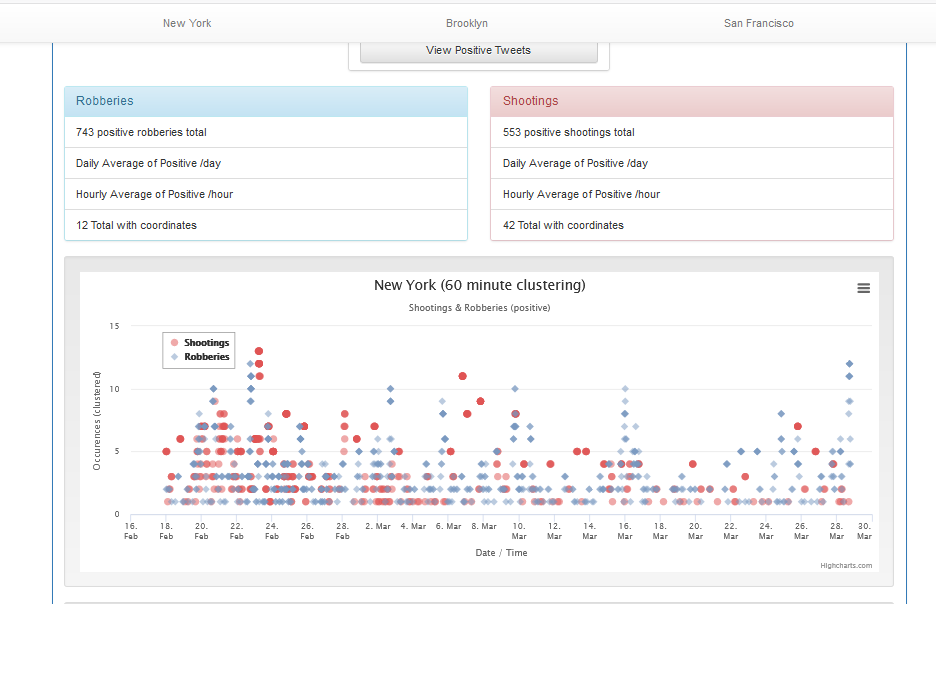 New York
Brooklyn
San Francisco
View Positive Tweets
Robberies
743 positive robberies total
Daily Average of Positive /day
Hourly Average of Positive /hour
12 Total with coordinates
Shootings
553 positive shootings total
Daily Average of Positive /day
Hourly Average of Positive /hour
42 Total with coordinates
New York (60 minute clustering)
Shootings & Robberies (positive)
Shootings
Robberies
Occurrences (clustered)
15
10
5
0
16. Feb
18. Feb
20. Feb
22. Feb
24. Feb
26. Feb
28. Feb
2. Mar
4. Mar
6. Mar
8. Mar
10. Mar
12. Mar
14. Mar
16. Mar
18. Mar
20. Mar
22. Mar
24. Mar
26. Mar
28. Mar
30. Mar
Date / Time
Highcharts.com